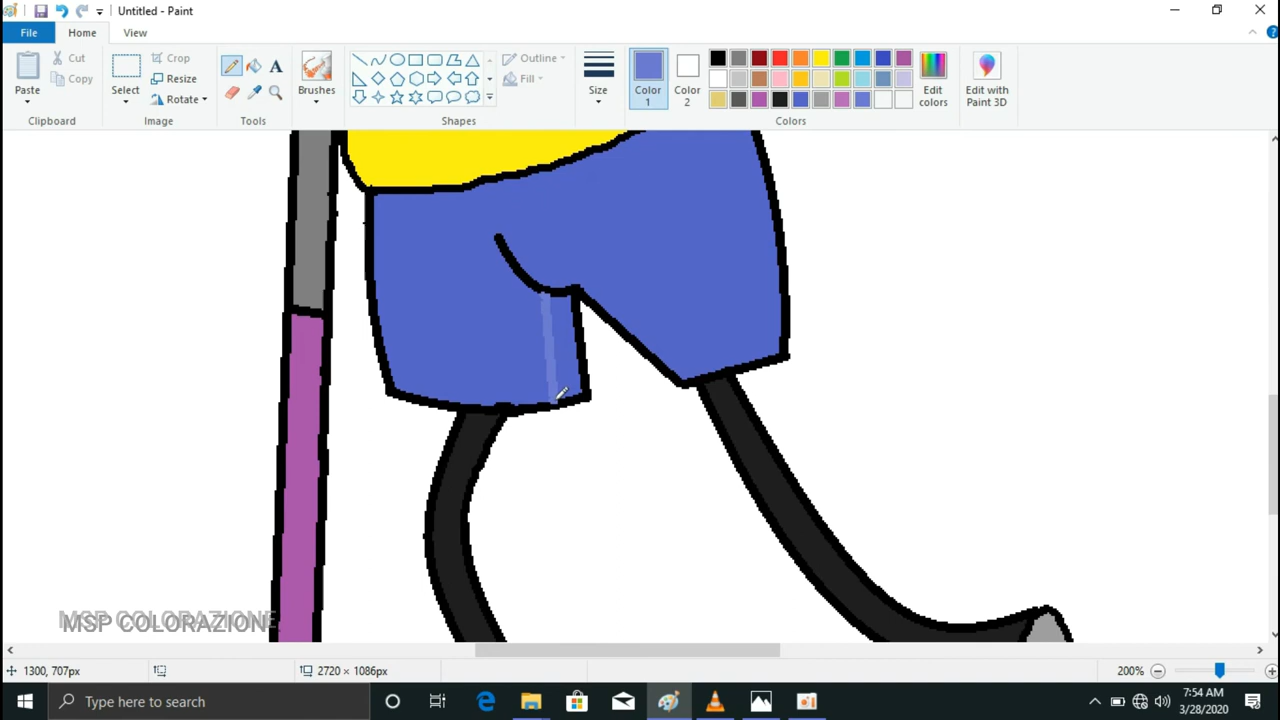 Untitled - Paint
File
Home
View
Paste
Cut
Copy
Clipboard
Select
Crop
Resize
Rotate
Image
Tools
Brushes
Outline
Fill
Shapes
Size
Color
1
Color
2
Edit
colors
Colors
Edit with
Paint 3D
MSP COLORAZIONE
1300, 707px
2720 × 1086px
200%
Type here to search
7:54 AM
3/28/2020